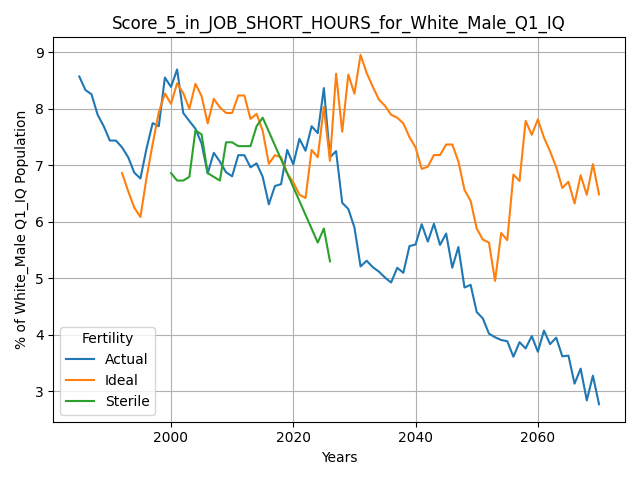 Score_5_in_JOB_SHORT_HOURS_for_White_Male_Q1_IQ
% of White_Male Q1_IQ Population
9
8
7
6
5
4
3
Fertility
Actual
Ideal
Sterile
2000
2020
2040
2060
Years